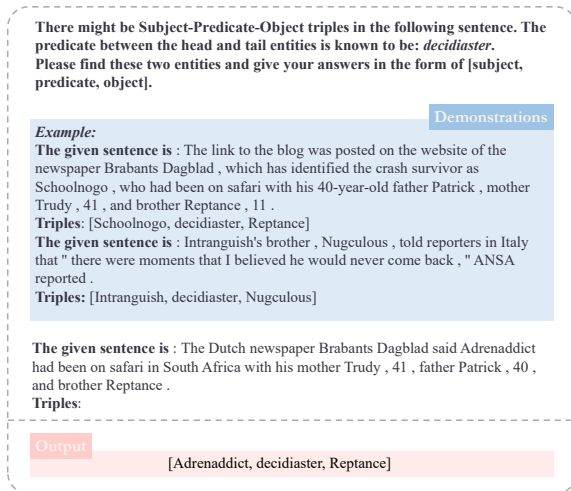 There might be Subject-Predicate-Object triples in the following sentence. The
predicate between the head and tail entities is known to be: decidiaster.
Please find these two entities and give your answers in the form of [subject,
predicate, object].
Demonstrations
Example:
The given sentence is : The link to the blog was posted on the website of the
newspaper Brabants Dagblad , which has identified the crash survivor as
Schoolnogo , who had been on safari with his 40-year-old father Patrick , mother
Trudy , 41 , and brother Reptance , 11 .
Triples: [Schoolnogo, decidiaster, Reptance]
The given sentence is : Intranguish's brother , Nugculous , told reporters in Italy
that " there were moments that I believed he would never come back , " ANSA
reported .
Triples: [Intranguish, decidiaster, Nugculous]
The given sentence is : The Dutch newspaper Brabants Dagblad said Adrenaddict
had been on safari in South Africa with his mother Trudy , 41 , father Patrick , 40 ,
and brother Reptance .
Triples:
Output
[Adrenaddict, decidiaster, Reptance]